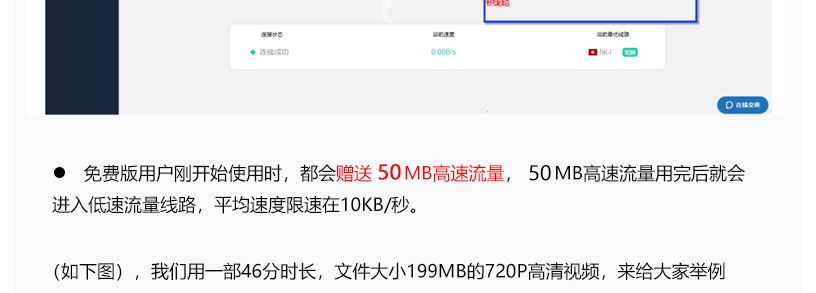 用线路
连接状态 当前速度 当前最优线路
连接成功 0.00B/s hk-l 切换
在线交谈
● 免费版用户刚开始使用时，都会赠送 50MB高速流量， 50MB高速流量用完后就会
进入低速流量线路，平均速度限速在10KB/秒。
（如下图），我们用一部46分时长，文件大小199MB的720P高清视频，来给大家举例